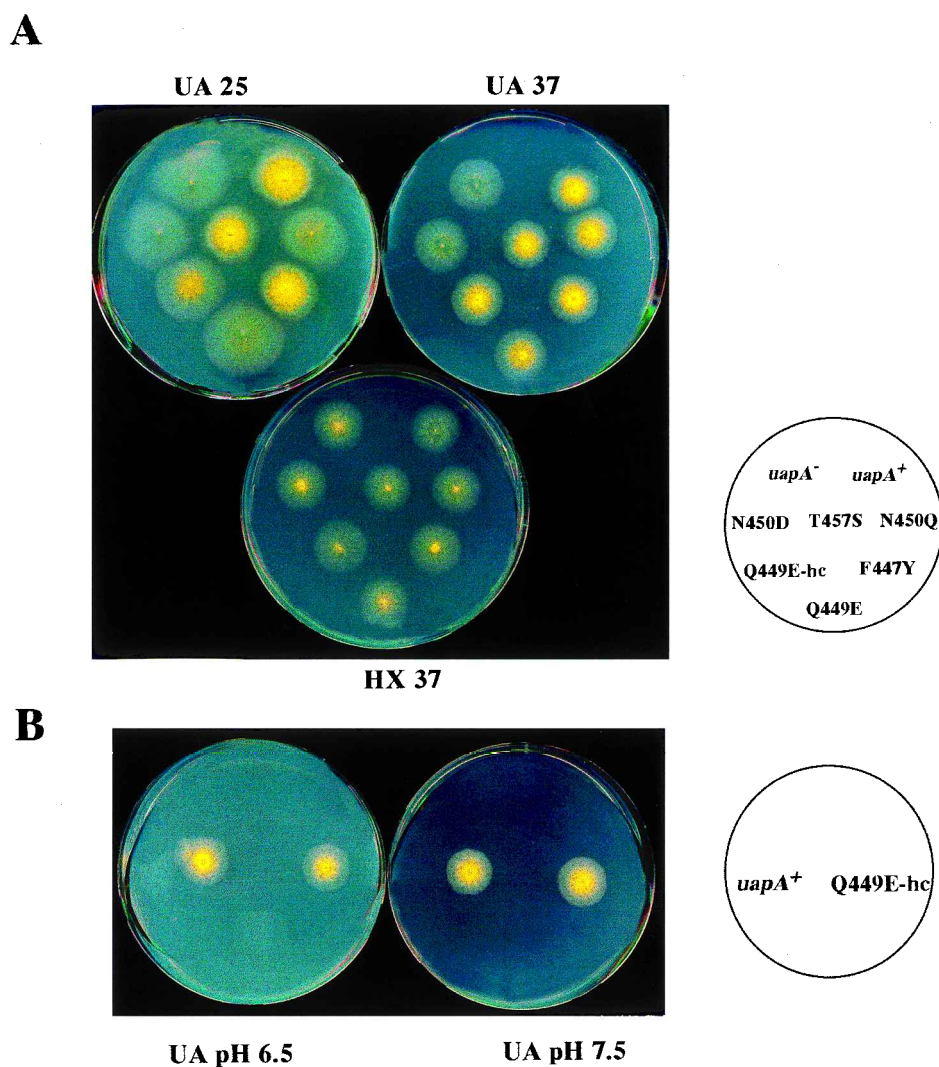 A
UA 25 UA 37
uapA⁻ uapA⁺
N450D T457S N450Q
Q449E-hc F447Y
Q449E
HX 37
B
uapA⁺ Q449E-hc
UA pH 6.5 UA pH 7.5